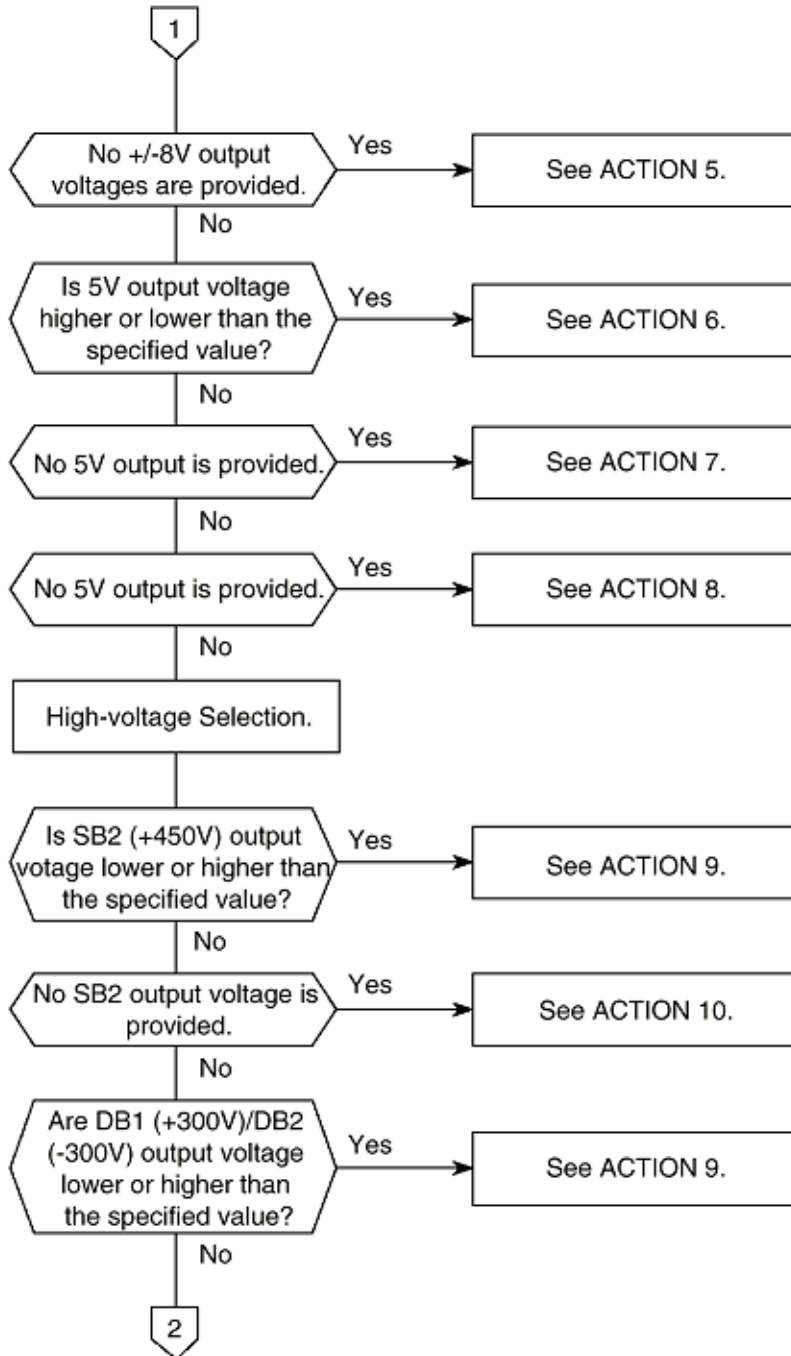 1
No +/-8V output
voltages are provided.
Yes
See ACTION 5.
No
Is 5V output voltage
higher or lower than the
specified value?
Yes
See ACTION 6.
No
No 5V output is provided.
Yes
See ACTION 7.
No
No 5V output is provided.
Yes
See ACTION 8.
No
High-voltage Selection.
Is SB2 (+450V) output
votage lower or higher than
the specified value?
Yes
See ACTION 9.
No
No SB2 output voltage is
provided.
Yes
See ACTION 10.
No
Are DB1 (+300V)/DB2
(-300V) output voltage
lower or higher than
the specified value?
Yes
See ACTION 9.
No
2